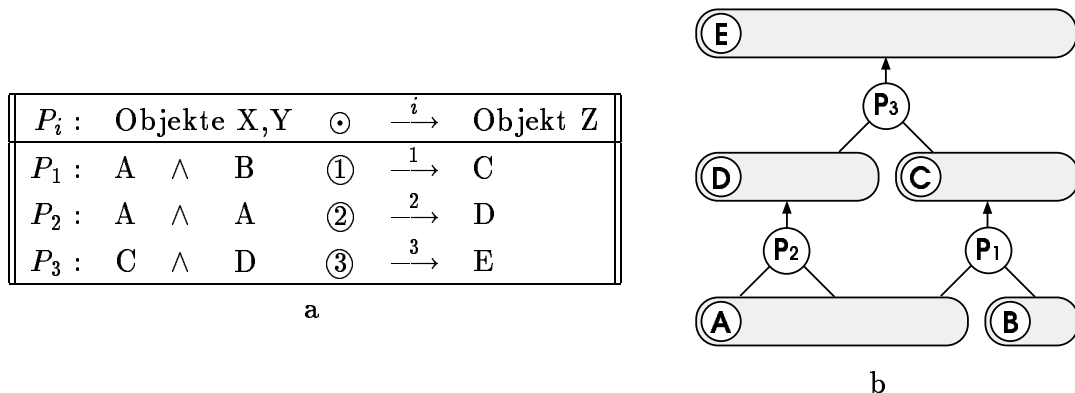 P_i : Objekte X,Y ⊙ —i→ Objekt Z
P_1 : A ∧ B ① —1→ C
P_2 : A ∧ A ② —2→ D
P_3 : C ∧ D ③ —3→ E
a
E
P3
D C
P2 P1
A B
b